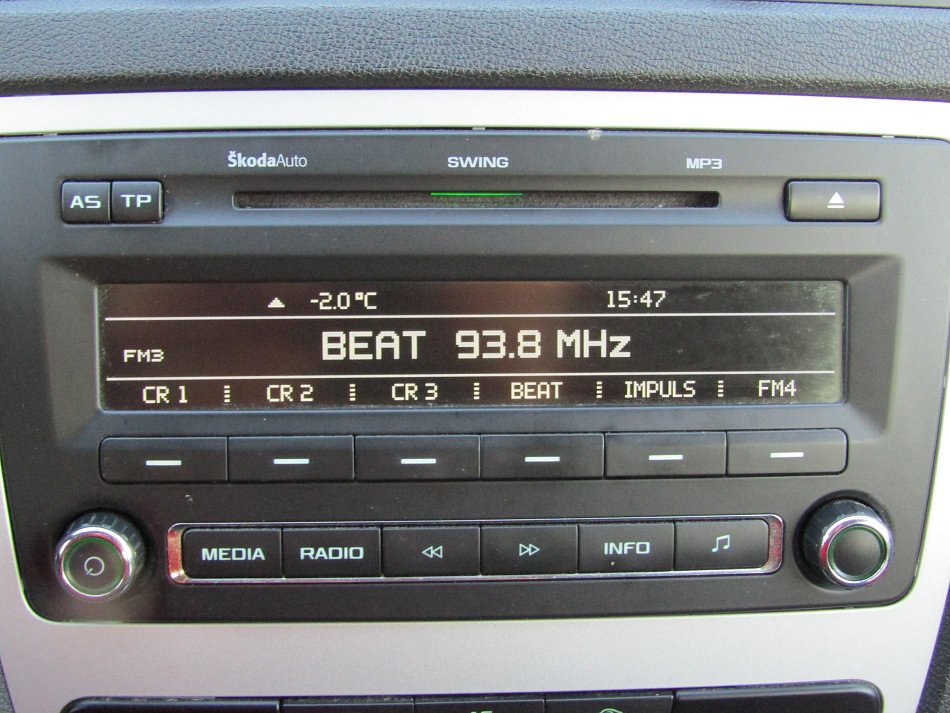 ŠkodaAuto SWING MP3
AS TP
-2.0°C 15:47
FM3 BEAT 93.8 MHz
CR 1 CR 2 CR 3 BEAT IMPULS FM4
MEDIA RADIO INFO